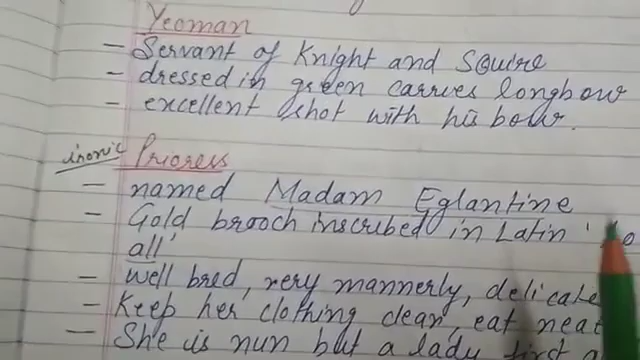 Yeoman
– Servant of Knight and Squire
– dressed in green carries longbow
– excellent shot with his bow.
ironic Prioress
– named Madam Eglantine
– Gold brooch inscribed in Latin '
all'
– well bred, very mannerly, delicate
– Keep her clothing clean, eat neat
– She is nun but a lady first